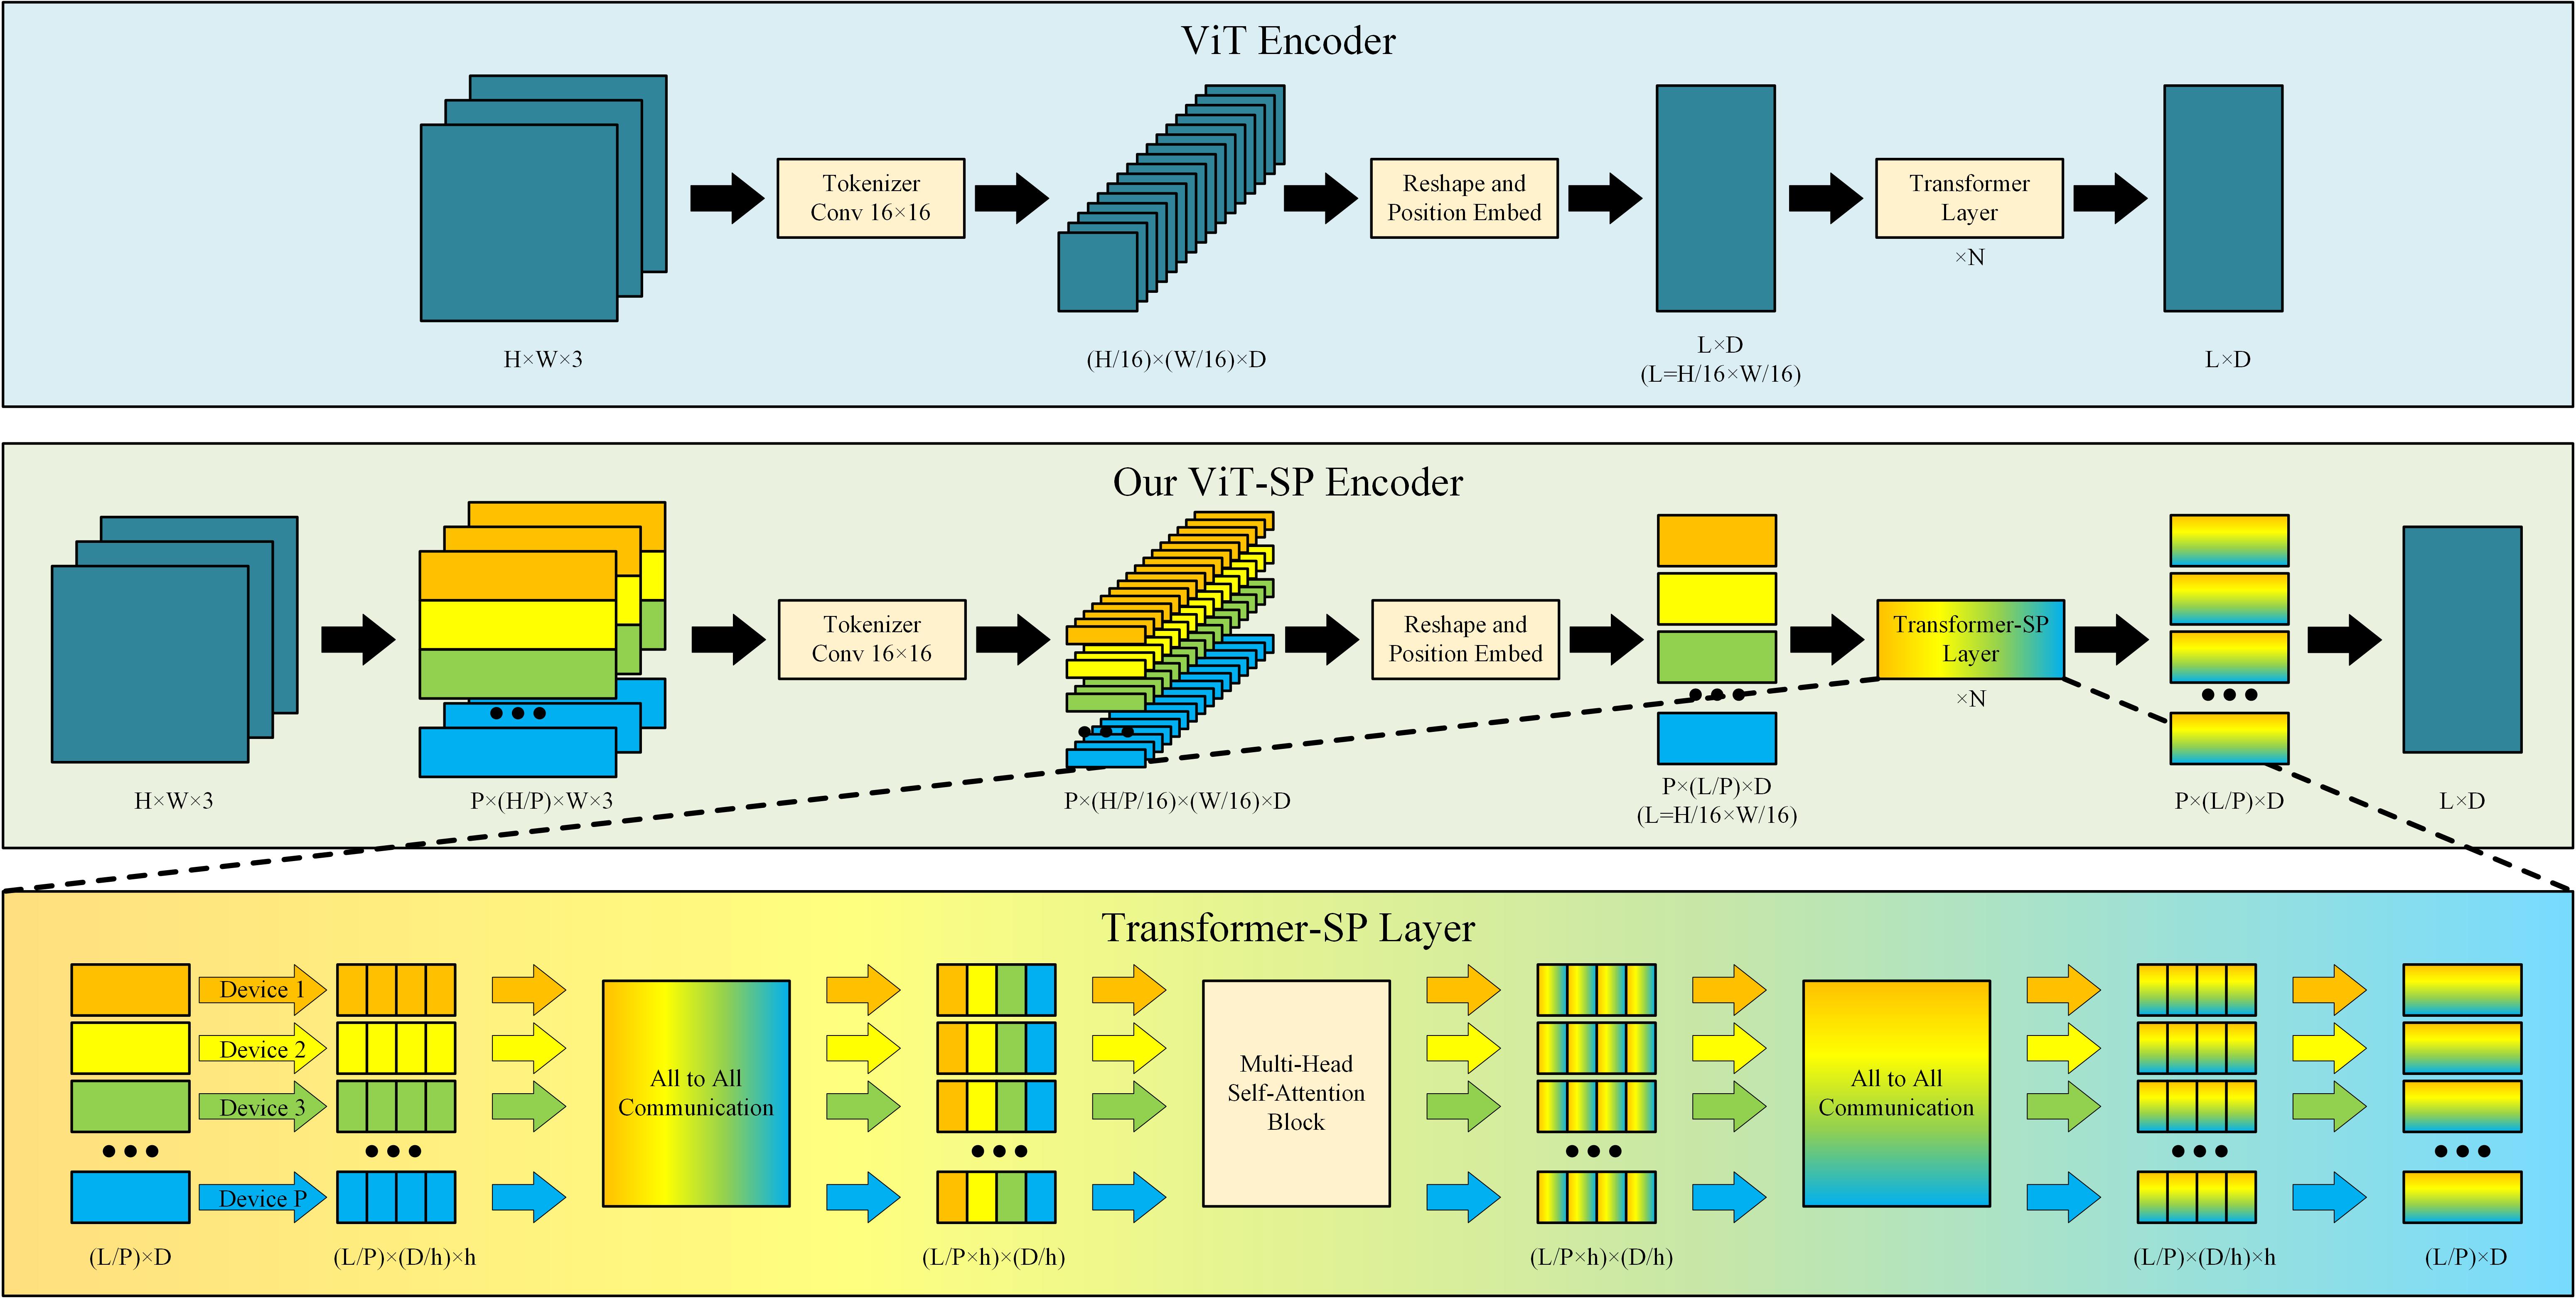 ViT Encoder
Tokenizer
Conv 16×16
Reshape and
Position Embed
Transformer
Layer
×N
H×W×3
(H/16)×(W/16)×D
L×D
(L=H/16×W/16)
L×D
Our ViT-SP Encoder
Tokenizer
Conv 16×16
Reshape and
Position Embed
Transformer-SP
Layer
×N
H×W×3
P×(H/P)×W×3
P×(H/P/16)×(W/16)×D
P×(L/P)×D
(L=H/16×W/16)
P×(L/P)×D
L×D
Transformer-SP Layer
Device 1
Device 2
Device 3
Device P
All to All
Communication
Multi-Head
Self-Attention
Block
All to All
Communication
(L/P)×D
(L/P)×(D/h)×h
(L/P×h)×(D/h)
(L/P×h)×(D/h)
(L/P)×(D/h)×h
(L/P)×D